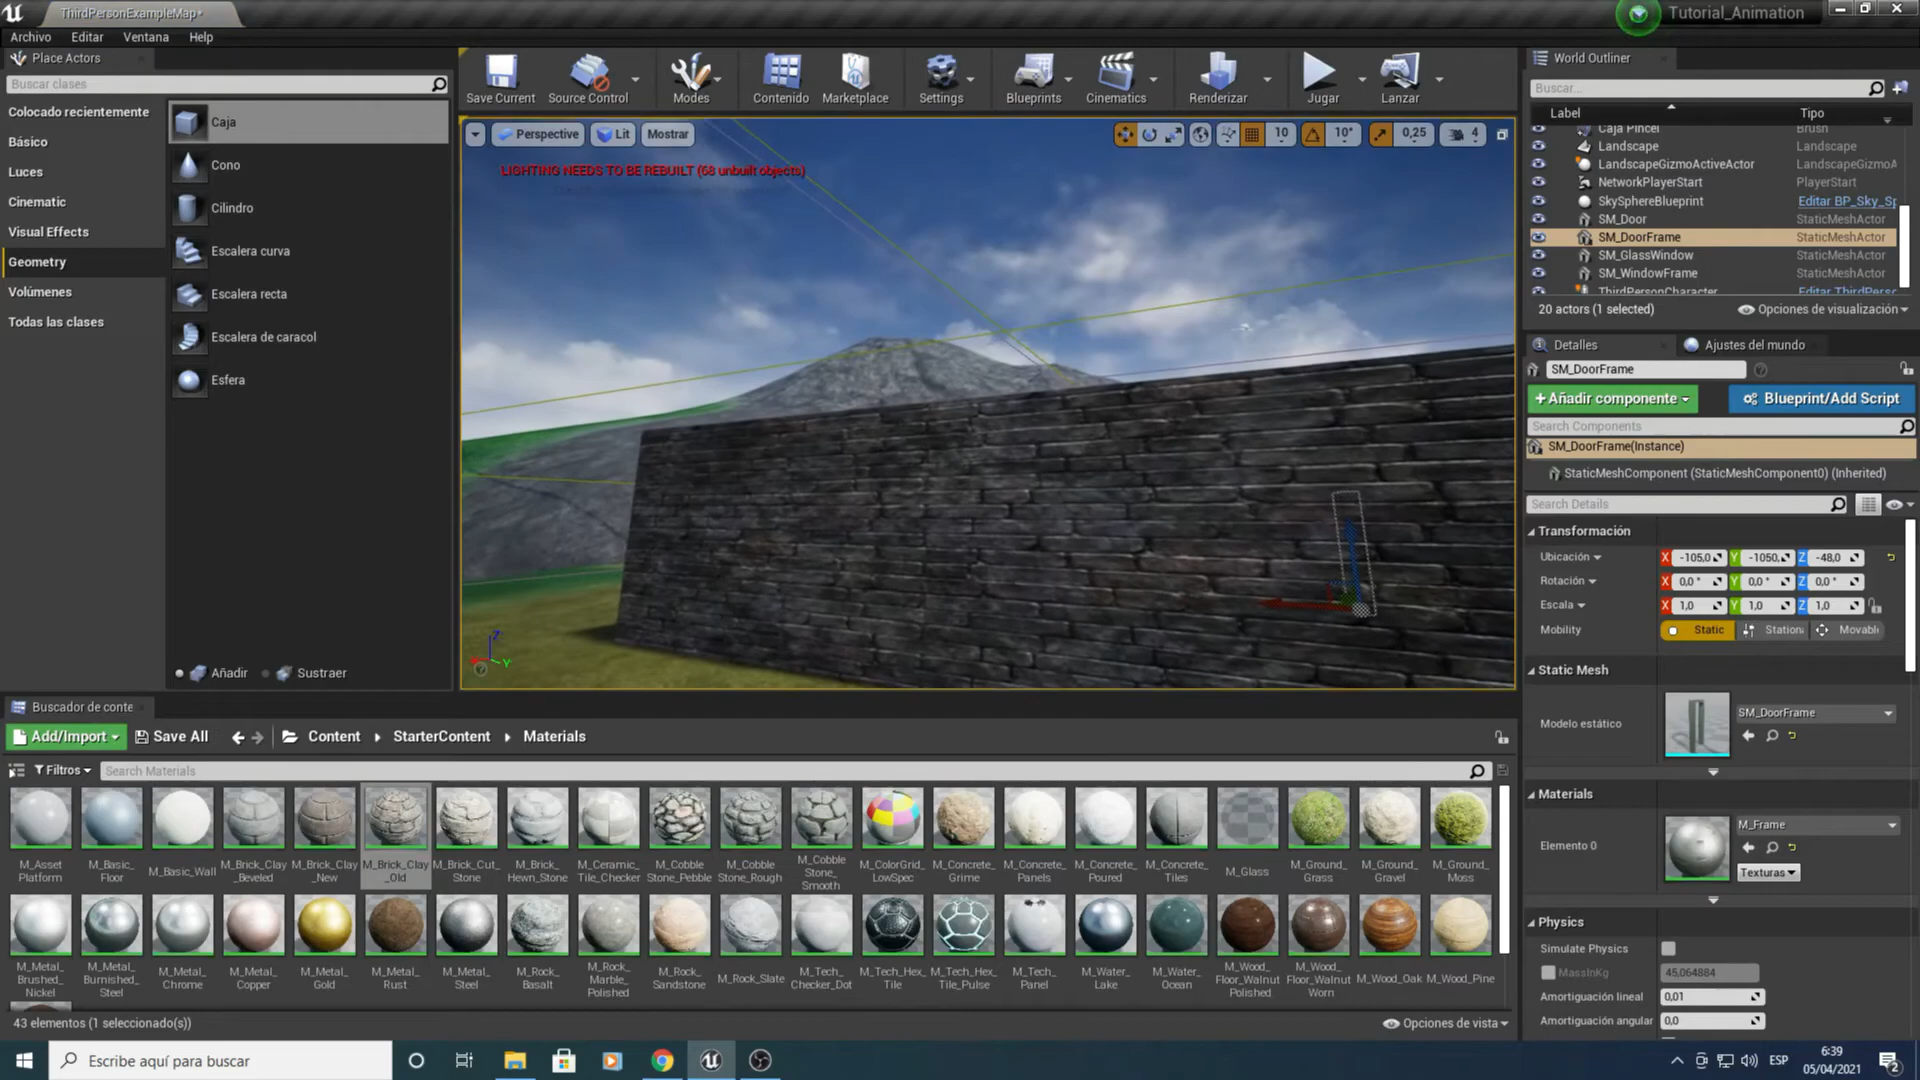 ThirdPersonExampleMap*
Tutorial_Animation
Archivo
Editar
Ventana
Help
Place Actors
Buscar clases
Colocado recientemente
Básico
Luces
Cinematic
Visual Effects
Geometry
Volúmenes
Todas las clases
Caja
Cono
Cilindro
Escalera curva
Escalera recta
Escalera de caracol
Esfera
Añadir
Sustraer
Save Current
Source Control
Modes
Contenido
Marketplace
Settings
Blueprints
Cinematics
Renderizar
Jugar
Lanzar
Perspective
Lit
Mostrar
10
10°
0,25
4
LIGHTING NEEDS TO BE REBUILT (68 unbuilt objects)
Z
Y
World Outliner
Buscar...
Label
Tipo
Caja Pincel
Brush
Landscape
Landscape
LandscapeGizmoActiveActor
LandscapeGizmoA
NetworkPlayerStart
PlayerStart
SkySphereBlueprint
Editar BP_Sky_Sp
SM_Door
StaticMeshActor
SM_DoorFrame
StaticMeshActor
SM_GlassWindow
StaticMeshActor
SM_WindowFrame
StaticMeshActor
ThirdPersonCharacter
Editar ThirdPerso
20 actors (1 selected)
Opciones de visualización
Detalles
Ajustes del mundo
SM_DoorFrame
+Añadir componente
Blueprint/Add Script
Search Components
SM_DoorFrame(Instance)
StaticMeshComponent (StaticMeshComponent0) (Inherited)
Search Details
Transformación
Ubicación
X -105,0 Y -1050, Z -48,0
Rotación
X 0,0 ° Y 0,0 ° Z 0,0 °
Escala
X 1,0 Y 1,0 Z 1,0
Mobility
Static
Stationa
Movable
Static Mesh
Modelo estático
SM_DoorFrame
Materials
Elemento 0
M_Frame
Texturas
Physics
Simulate Physics
MassInKg
45,064884
Amortiguación lineal
0,01
Amortiguación angular
0,0
Buscador de conte
Add/Import
Save All
Content
StarterContent
Materials
Filtros
Search Materials
M_Asset
Platform
M_Basic_
Floor
M_Basic_Wall
M_Brick_Clay
_Beveled
M_Brick_Clay
_New
M_Brick_Clay
_Old
M_Brick_Cut_
Stone
M_Brick_
Hewn_Stone
M_Ceramic_
Tile_Checker
M_Cobble
Stone_Pebble
M_Cobble
Stone_Rough
M_Cobble
Stone_
Smooth
M_ColorGrid_
LowSpec
M_Concrete_
Grime
M_Concrete_
Panels
M_Concrete_
Poured
M_Concrete_
Tiles
M_Glass
M_Ground_
Grass
M_Ground_
Gravel
M_Ground_
Moss
M_Metal_
Brushed_
Nickel
M_Metal_
Burnished_
Steel
M_Metal_
Chrome
M_Metal_
Copper
M_Metal_
Gold
M_Metal_
Rust
M_Metal_
Steel
M_Rock_
Basalt
M_Rock_
Marble_
Polished
M_Rock_
Sandstone
M_Rock_Slate
M_Tech_
Checker_Dot
M_Tech_Hex_
Tile
M_Tech_Hex_
Tile_Pulse
M_Tech_
Panel
M_Water_
Lake
M_Water_
Ocean
M_Wood_
Floor_Walnut
Polished
M_Wood_
Floor_Walnut
Worn
M_Wood_Oak
M_Wood_Pine
43 elementos (1 seleccionado(s))
Opciones de vista
Escribe aquí para buscar
ESP
6:39
05/04/2021
2